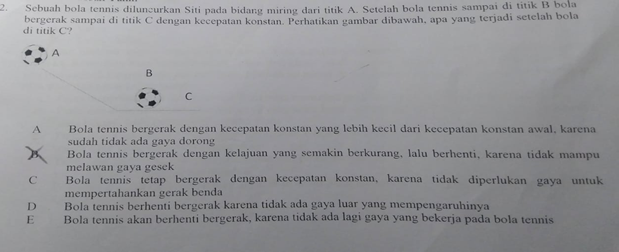 2. Sebuah bola tennis diluncurkan Siti pada bidang miring dari titik A. Setelah bola tennis sampai di titik B bola
bergerak sampai di titik C dengan kecepatan konstan. Perhatikan gambar dibawah, apa yang terjadi setelah bola
di titik C?
A
B
C
A Bola tennis bergerak dengan kecepatan konstan yang lebih kecil dari kecepatan konstan awal, karena
sudah tidak ada gaya dorong
B Bola tennis bergerak dengan kelajuan yang semakin berkurang, lalu berhenti, karena tidak mampu
melawan gaya gesek
C Bola tennis tetap bergerak dengan kecepatan konstan, karena tidak diperlukan gaya untuk
mempertahankan gerak benda
D Bola tennis berhenti bergerak karena tidak ada gaya luar yang mempengaruhinya
E Bola tennis akan berhenti bergerak, karena tidak ada lagi gaya yang bekerja pada bola tennis